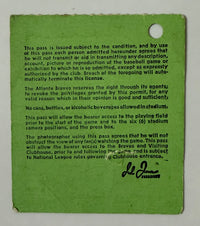 This pass is issued subject to the condition, and by use
of this pass each person admitted hereunder agrees that
he will not transmit or aid in transmitting any description,
account, picture or reproduction of the baseball game or
exhibition to which he is so admitted, except as expressly
authorized by the club. Breach of the foregoing will auto-
matically terminate this license.
The Atlanta Braves reserves the right through its agents,
to revoke the privileges granted by this permit, for any
valid reason which in their opinion is good and sufficient.
No cans, bottles, or alcoholic beverages allowed in stadium.
This pass will allow the bearer access to the playing field
prior to the start of the game and to the six (6) stadium
camera positions, and the press box.
The photographer using this pass agrees that he will not
obstruct the view of any fan(s) watching the game. This
pass will allow the bearer access to the Braves and Visiting
Clubhouse, prior to and following the game and is subject
to National League rules governing Clubhouse entrance.